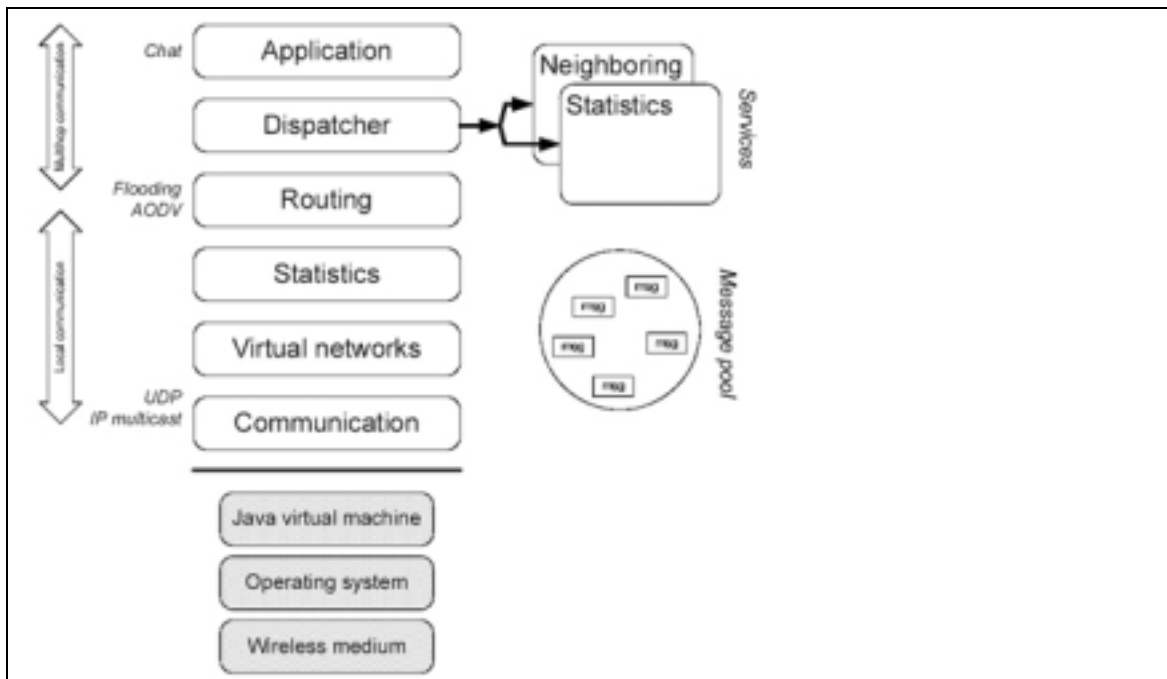 Multihop communication
Chat
Application
Dispatcher
Flooding
AODV
Routing
Local communication
Statistics
Virtual networks
UDP
IP multicast
Communication
Java virtual machine
Operating system
Wireless medium
Neighboring
Statistics
Services
msg
msg
msg
msg
msg
Message pool